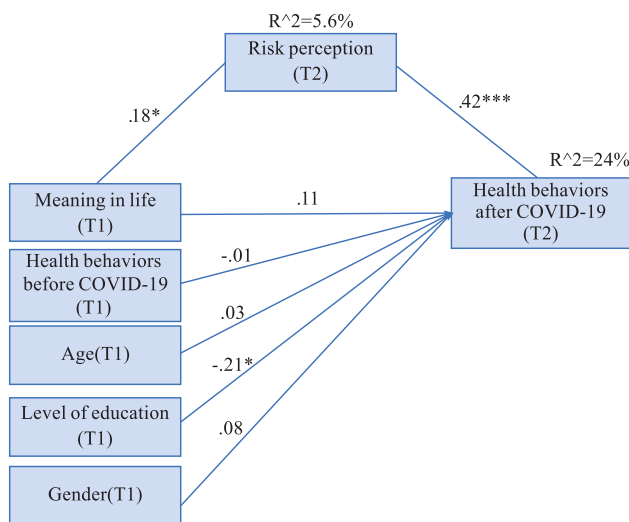 R^2=5.6%
Risk perception
(T2)
.18*
.42***
R^2=24%
Meaning in life
(T1)
.11
Health behaviors
after COVID-19
(T2)
Health behaviors
before COVID-19
(T1)
-.01
Age(T1)
.03
Level of education
(T1)
-.21*
Gender(T1)
.08